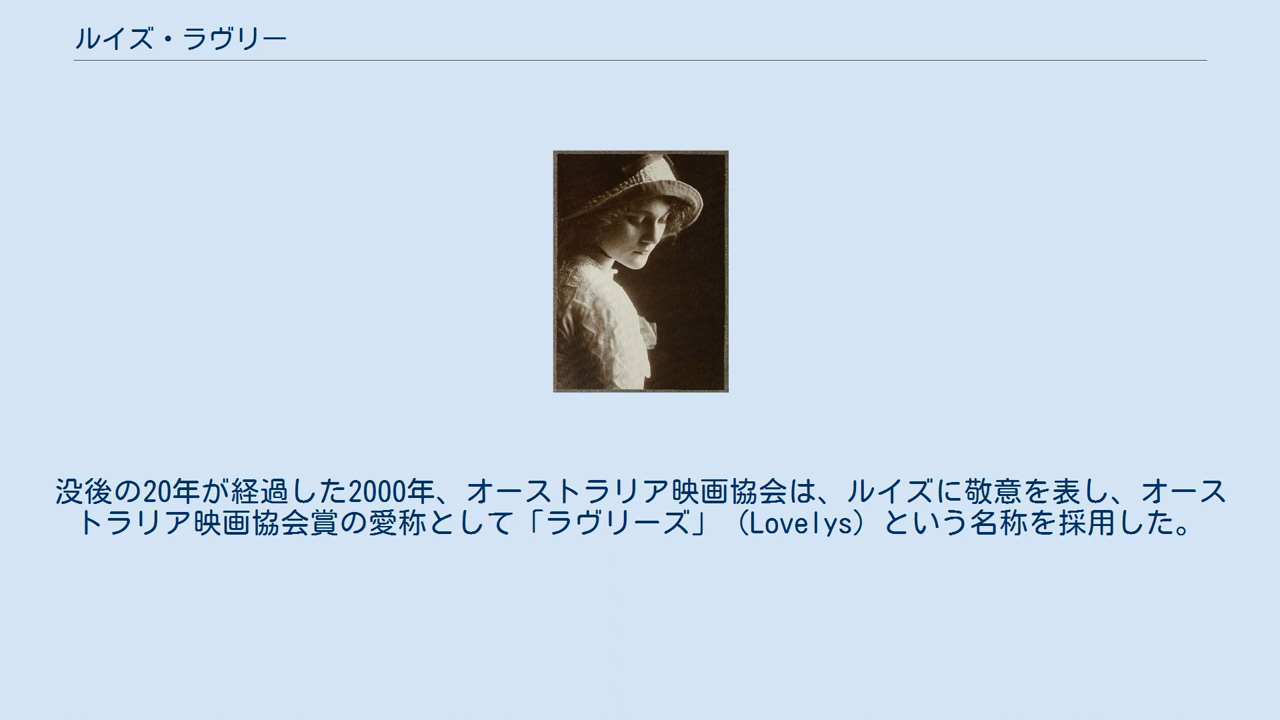 ルイズ・ラヴリー
没後の20年が経過した2000年、オーストラリア映画協会は、ルイズに敬意を表し、オース
トラリア映画協会賞の愛称として「ラヴリーズ」（Lovelys）という名称を採用した。